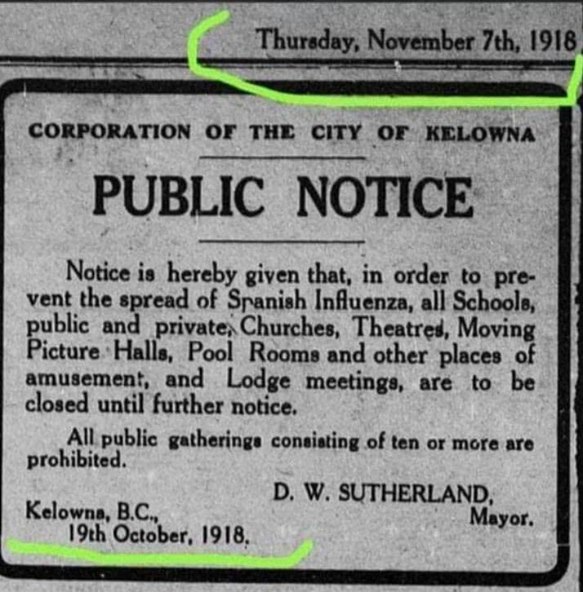 Thursday, November 7th, 1918
CORPORATION OF THE CITY OF KELOWNA
PUBLIC NOTICE
Notice is hereby given that, in order to pre-
vent the spread of Spanish Influenza, all Schools,
public and private, Churches, Theatres, Moving
Picture Halls, Pool Rooms and other places of
amusement, and Lodge meetings, are to be
closed until further notice.
All public gatherings consisting of ten or more are
prohibited.
D. W. SUTHERLAND,
Mayor.
Kelowna, B.C.,
19th October, 1918.